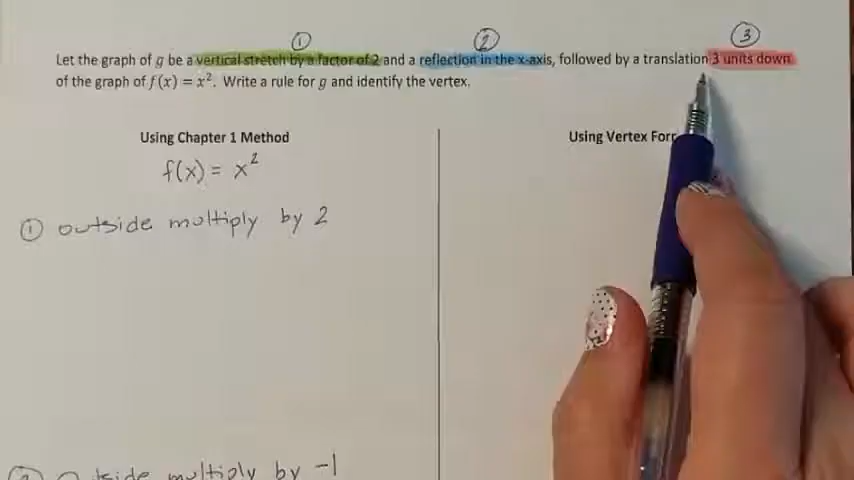 ① ② ③
Let the graph of g be a vertical stretch by a factor of 2 and a reflection in the x-axis, followed by a translation 3 units down
of the graph of f(x) = x². Write a rule for g and identify the vertex.
Using Chapter 1 Method
Using Vertex
f(x) = x²
① outside multiply by 2
multiply by -1